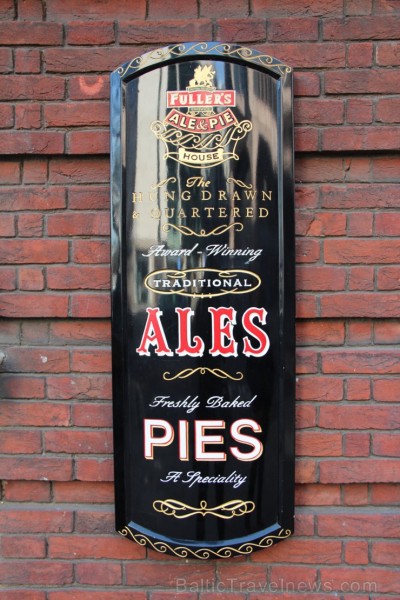 FULLER'S
ALE & PIE
HOUSE
The
HUNG DRAWN
& QUARTERED
Award - Winning
TRADITIONAL
ALES
Freshly Baked
PIES
A Speciality
BalticTravelnews.com